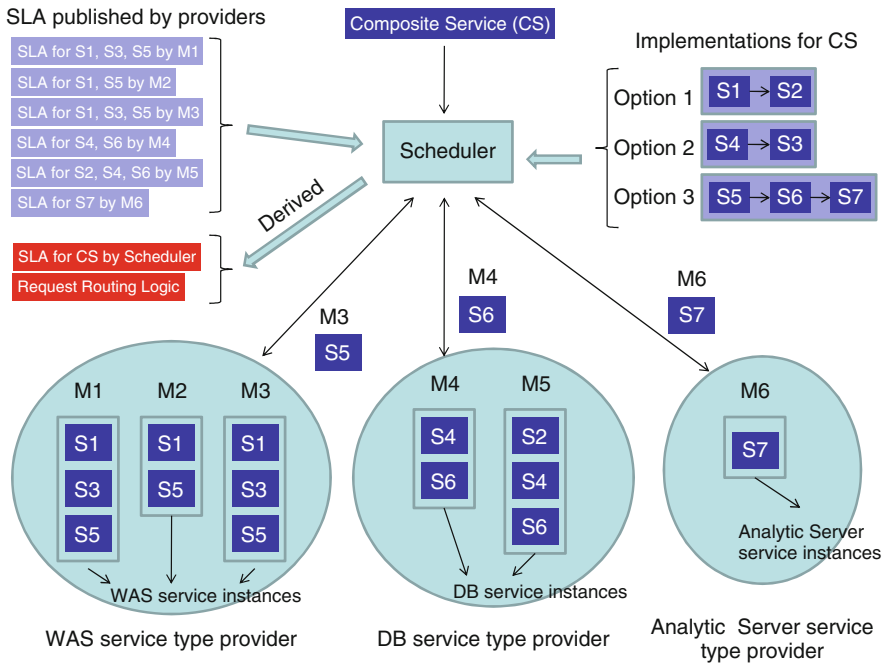 SLA published by providers
SLA for S1, S3, S5 by M1
SLA for S1, S5 by M2
SLA for S1, S3, S5 by M3
SLA for S4, S6 by M4
SLA for S2, S4, S6 by M5
SLA for S7 by M6
Composite Service (CS)
Scheduler
Implementations for CS
Option 1
S1
S2
Option 2
S4
S3
Option 3
S5
S6
S7
Derived
SLA for CS by Scheduler
Request Routing Logic
M3
S5
M4
S6
M6
S7
M1
S1
S3
S5
M2
S1
S5
M3
S1
S3
S5
WAS service instances
WAS service type provider
M4
S4
S6
M5
S2
S4
S6
DB service instances
DB service type provider
M6
S7
Analytic Server
service instances
Analytic Server service
type provider